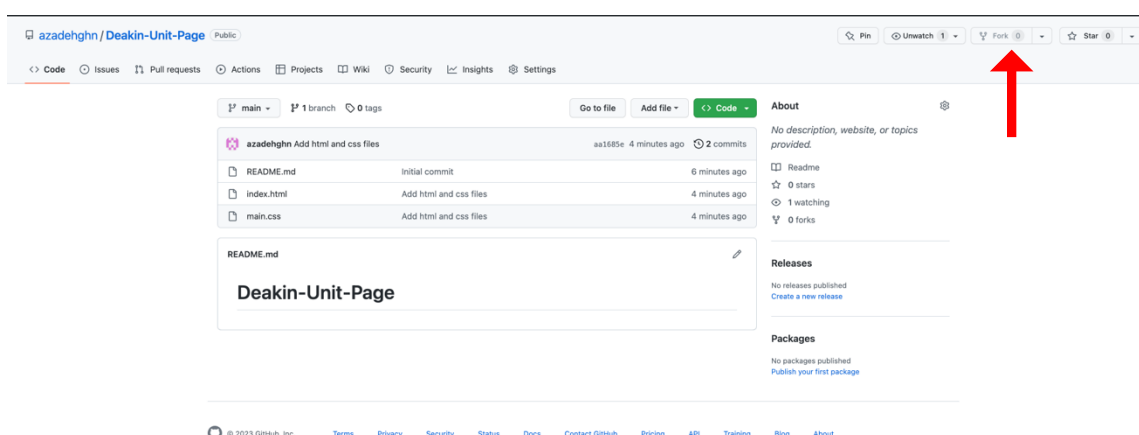 azadehghn / Deakin-Unit-Page Public Pin Unwatch 1 Fork 0 Star 0
Code Issues Pull requests Actions Projects Wiki Security Insights Settings
main 1 branch 0 tags Go to file Add file Code
azadehghn Add html and css files aa1685e 4 minutes ago 2 commits
README.md Initial commit 6 minutes ago
index.html Add html and css files 4 minutes ago
main.css Add html and css files 4 minutes ago
README.md
Deakin-Unit-Page
About
No description, website, or topics
provided.
Readme
0 stars
1 watching
0 forks
Releases
No releases published
Create a new release
Packages
No packages published
Publish your first package
© 2023 GitHub, Inc. Terms Privacy Security Status Docs Contact GitHub Pricing API Training Blog About